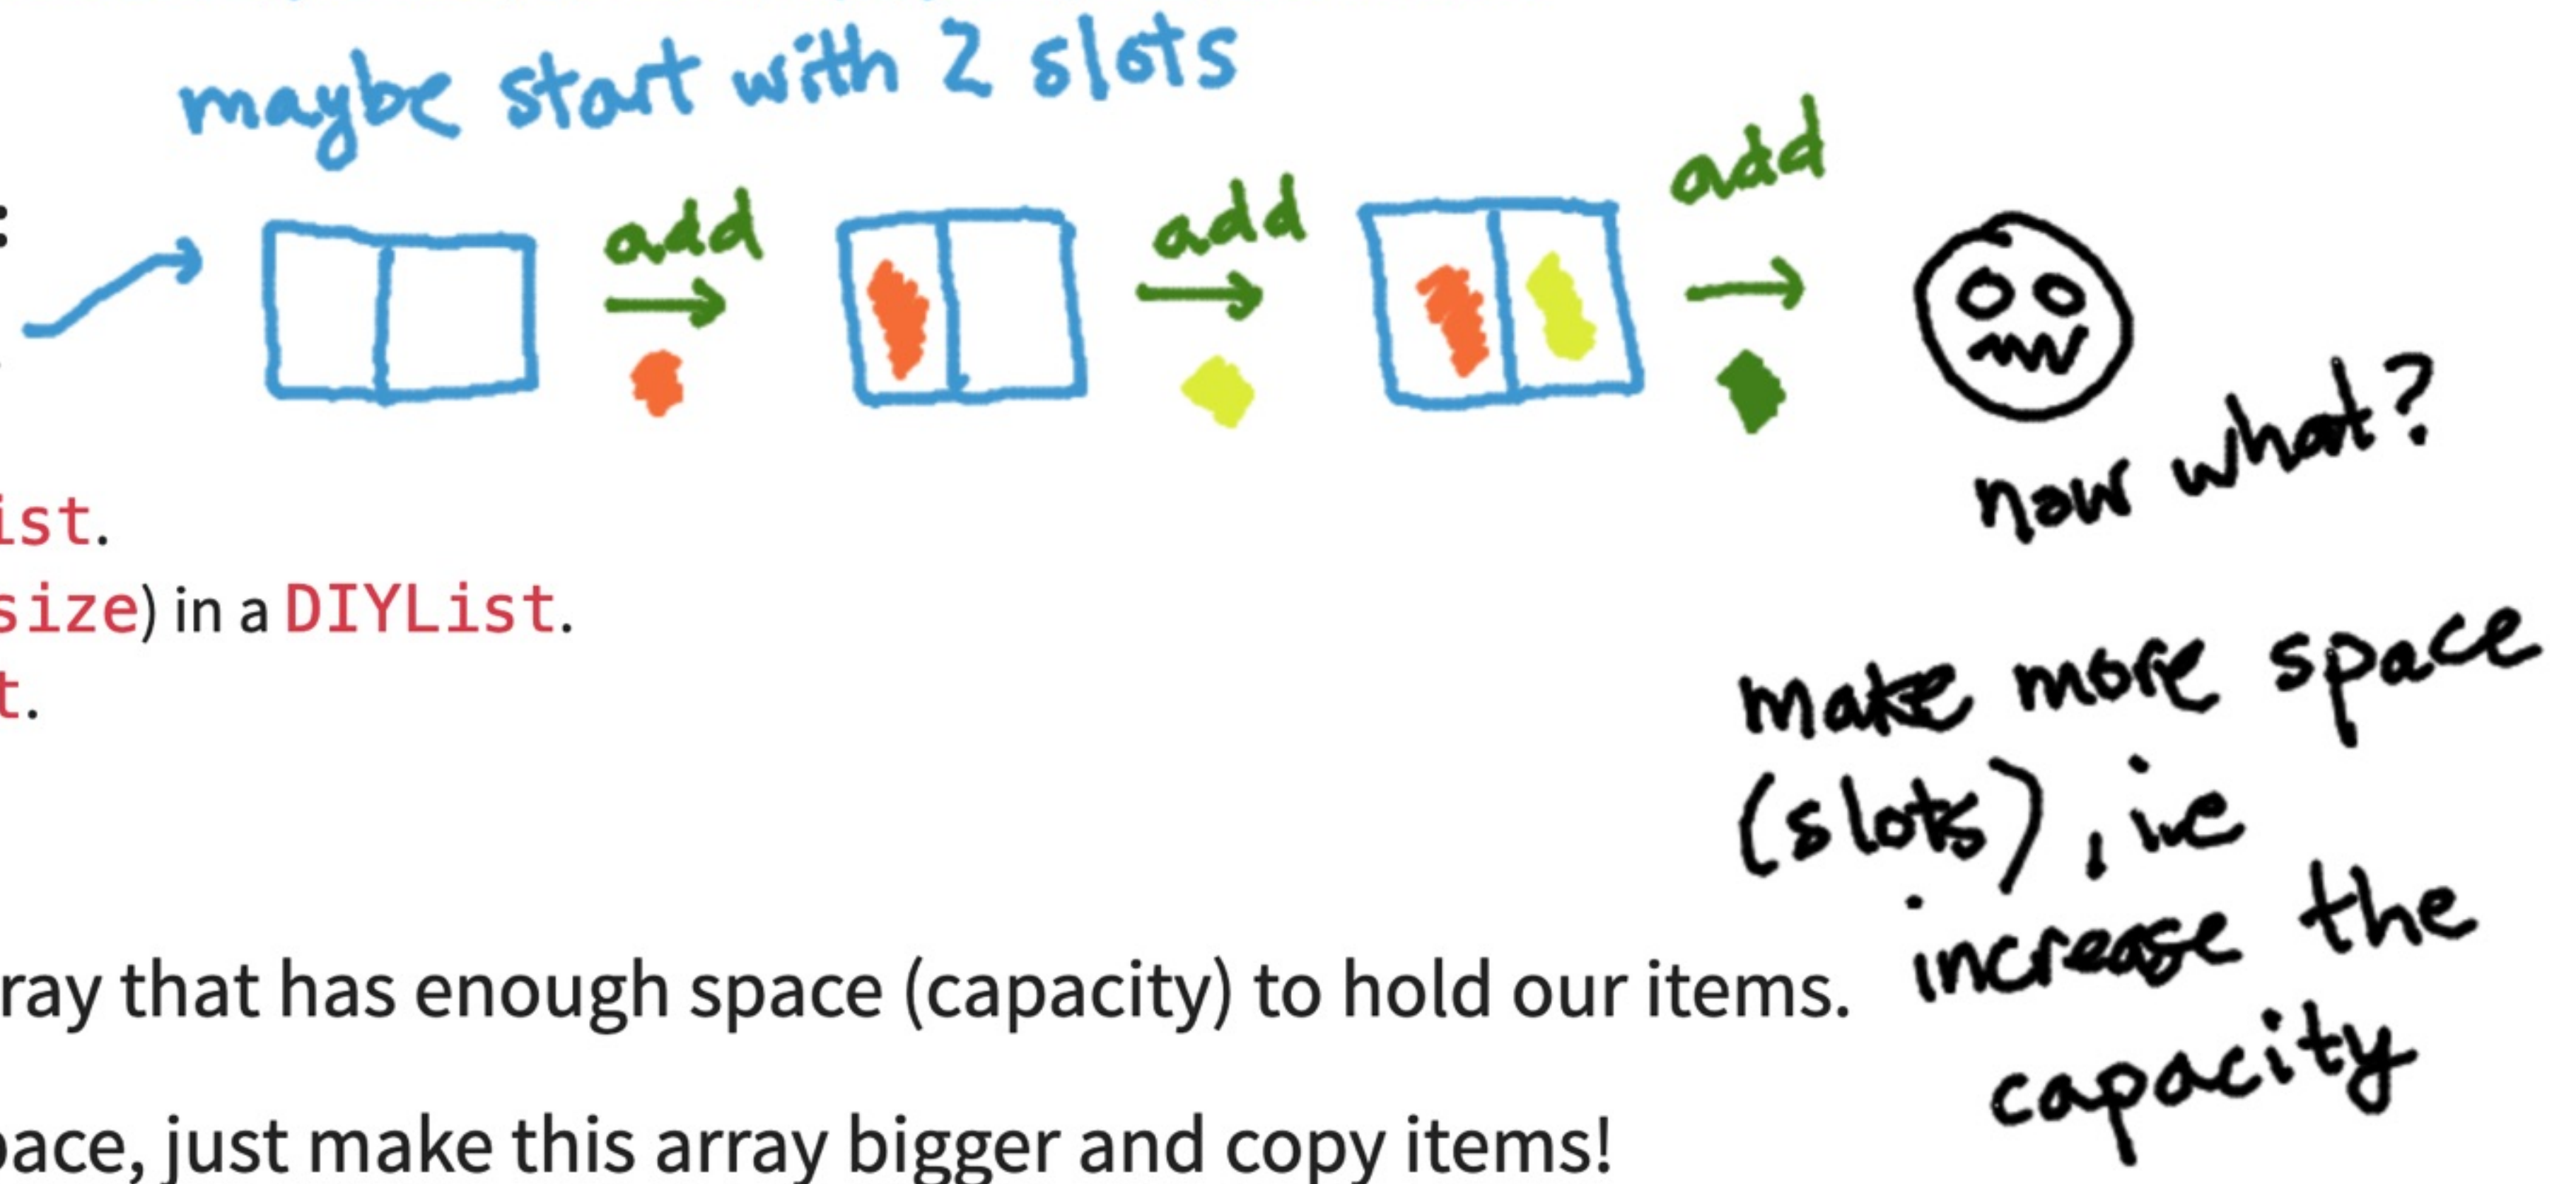 maybe start with 2 slots
:
add add add
now what?
ist.
size) in a DIYList.
t.
make more space
(slots), i.e
increase the
capacity
ray that has enough space (capacity) to hold our items.
pace, just make this array bigger and copy items!